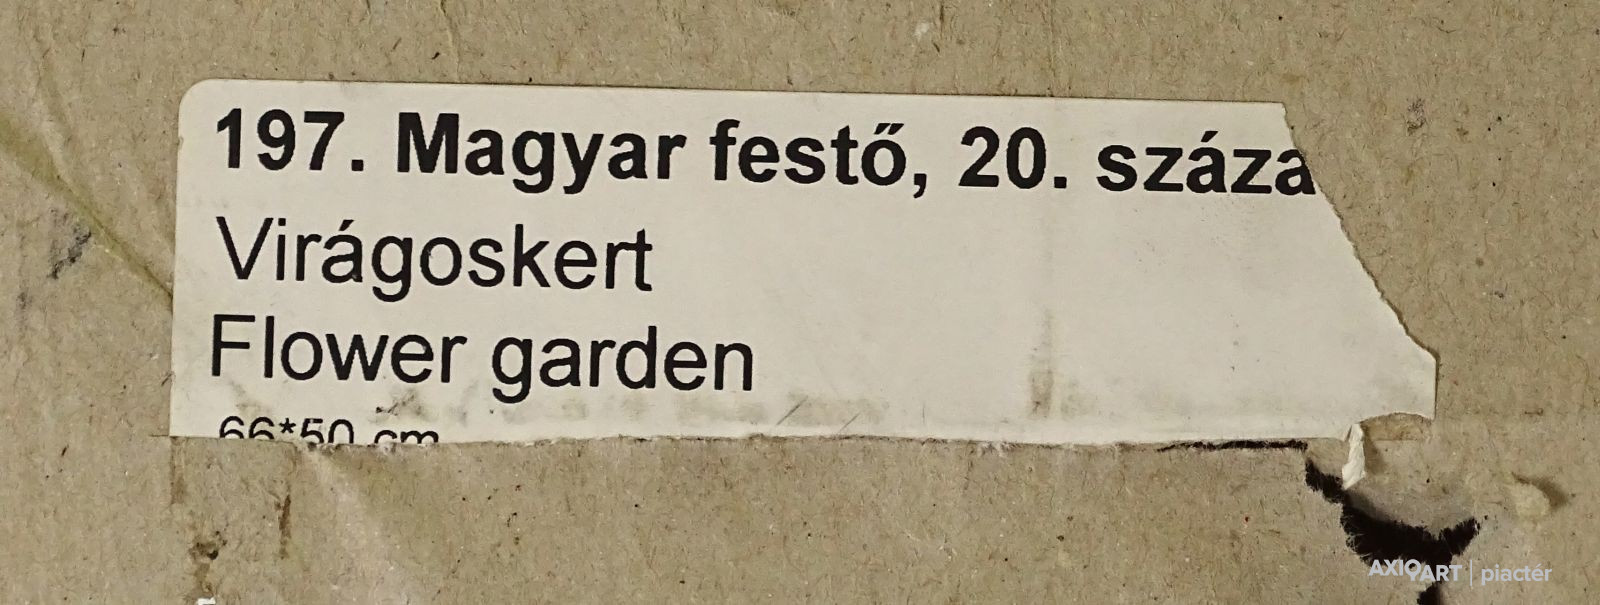 197. Magyar festő, 20. száza
Virágoskert
Flower garden
66*50 cm
AXIOART | piactér